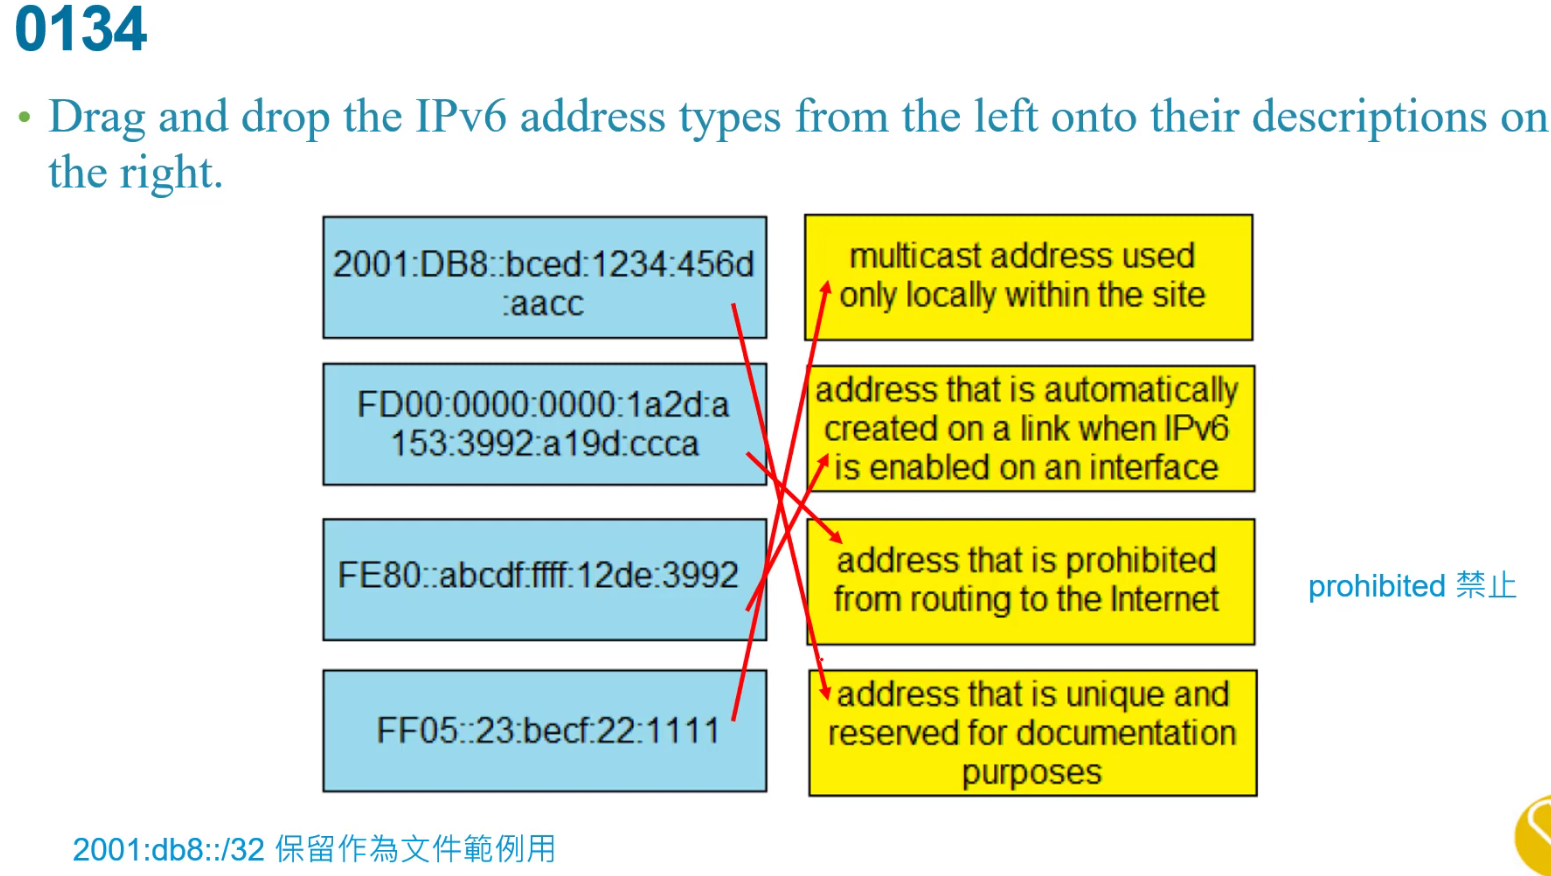 0134
• Drag and drop the IPv6 address types from the left onto their descriptions on
the right.
2001:DB8::bced:1234:456d
:aacc
FD00:0000:0000:1a2d:a
153:3992:a19d:ccca
FE80::abcdf:ffff:12de:3992
FF05::23:becf:22:1111
multicast address used
only locally within the site
address that is automatically
created on a link when IPv6
is enabled on an interface
address that is prohibited
from routing to the Internet
address that is unique and
reserved for documentation
purposes
prohibited 禁止
2001:db8::/32 保留作為文件範例用